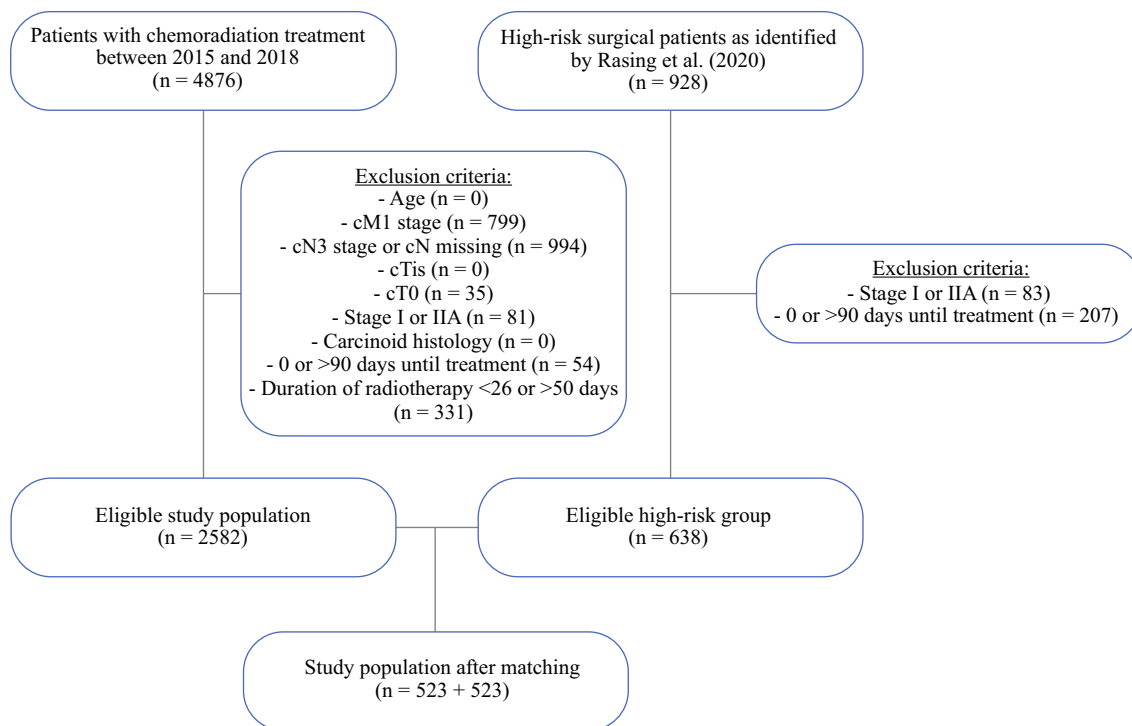 Patients with chemoradiation treatment
between 2015 and 2018
(n = 4876)
High-risk surgical patients as identified
by Rasing et al. (2020)
(n = 928)
Exclusion criteria:
- Age (n = 0)
- cM1 stage (n = 799)
- cN3 stage or cN missing (n = 994)
- cTis (n = 0)
- cT0 (n = 35)
- Stage I or IIA (n = 81)
- Carcinoid histology (n = 0)
- 0 or >90 days until treatment (n = 54)
- Duration of radiotherapy <26 or >50 days
(n = 331)
Exclusion criteria:
- Stage I or IIA (n = 83)
- 0 or >90 days until treatment (n = 207)
Eligible study population
(n = 2582)
Eligible high-risk group
(n = 638)
Study population after matching
(n = 523 + 523)